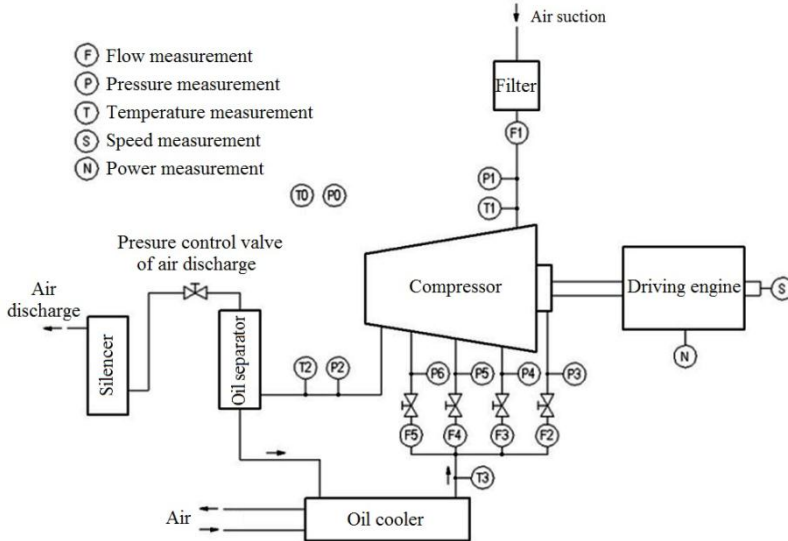 Air suction
F Flow measurement
P Pressure measurement
T Temperature measurement
S Speed measurement
N Power measurement
Filter
F1
P1
T1
T0 P0
Presure control valve
of air discharge
Air
discharge
Silencer
Oil separator
Compressor
Driving engine
S
N
T2 P2
P6 P5 P4 P3
F5 F4 F3 F2
T3
Air
Oil cooler